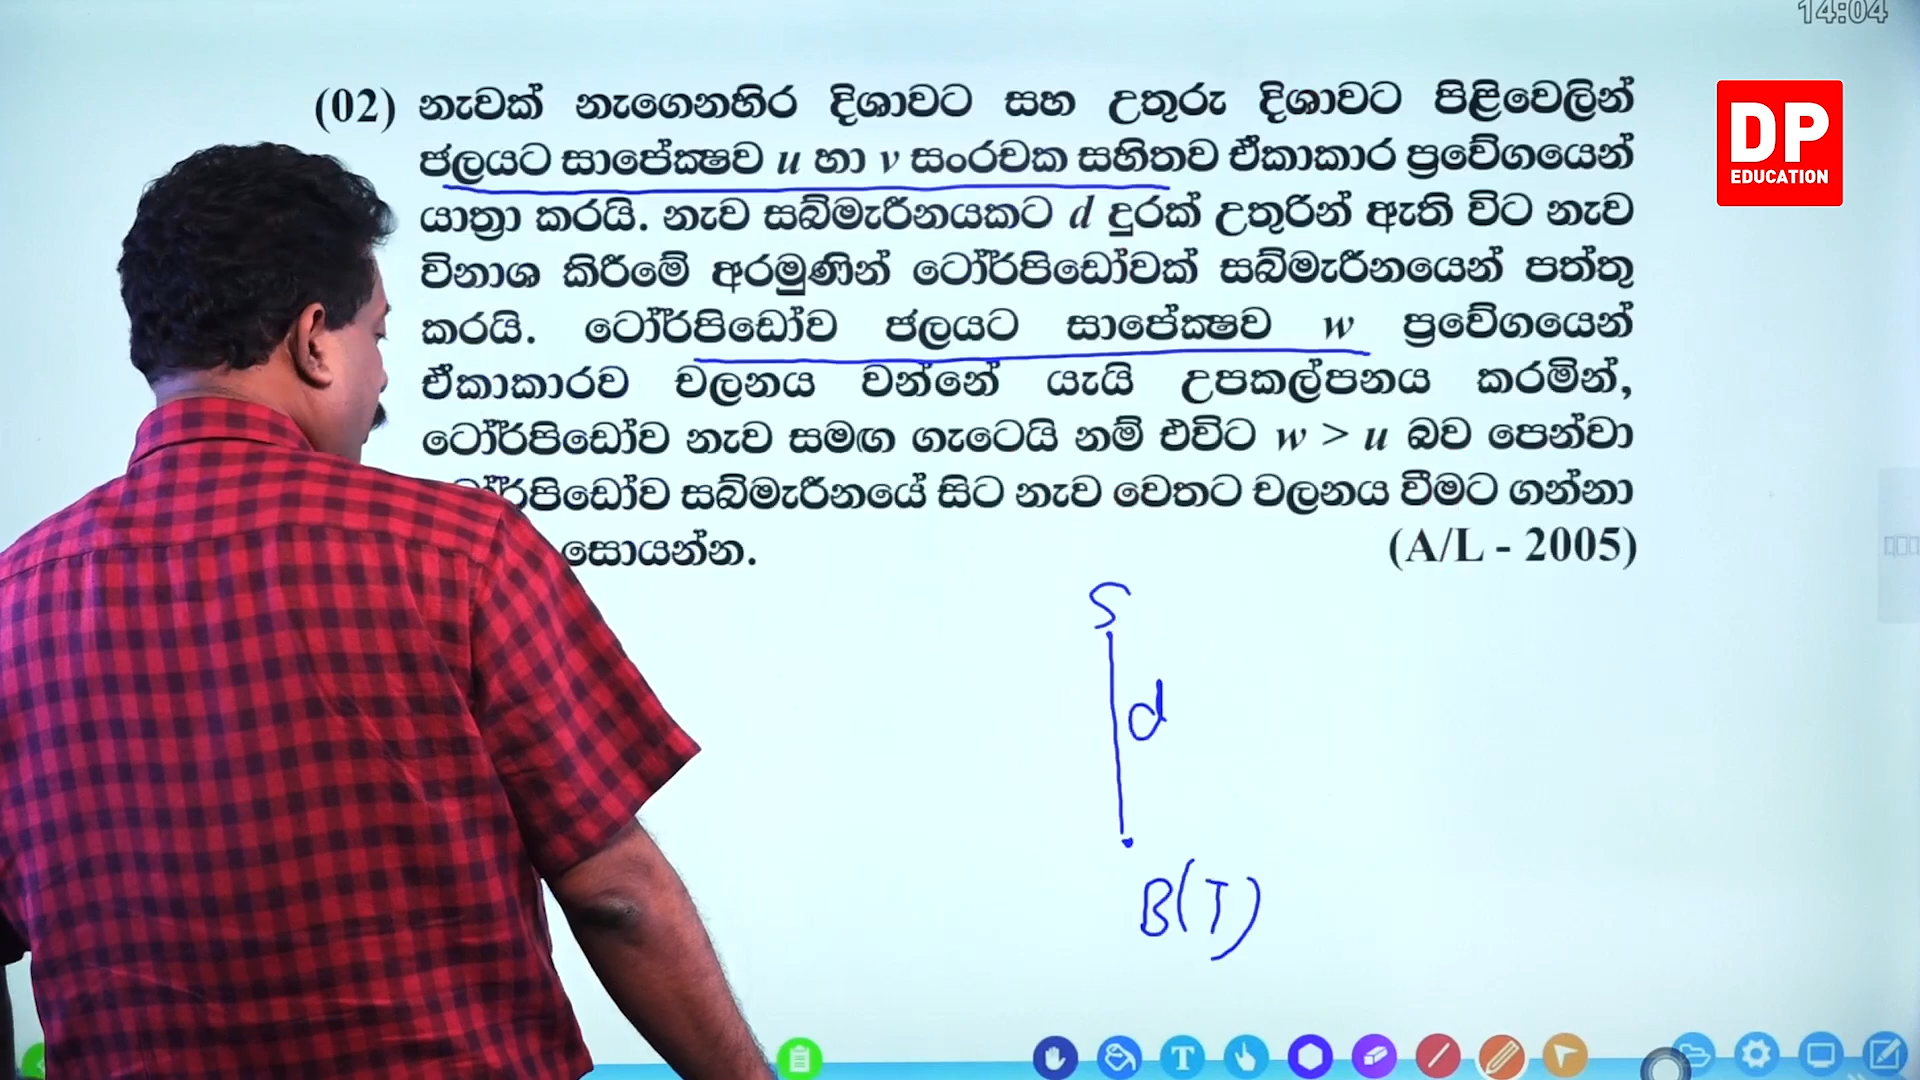 14:04
(02) නැවක් නැගෙනහිර දිශාවට සහ උතුරු දිශාවට පිළිවෙලින්
ජලයට සාපේක්ෂව u හා v සංරචක සහිතව ඒකාකාර ප්‍රවේගයෙන්
යාත්‍රා කරයි. නැව සබ්මැරීනයකට d දුරක් උතුරින් ඇති විට නැව
විනාශ කිරීමේ අරමුණින් ටෝර්පිඩෝවක් සබ්මැරීනයෙන් පත්තු
කරයි. ටෝර්පිඩෝව ජලයට සාපේක්ෂව w ප්‍රවේගයෙන්
ඒකාකාරව චලනය වන්නේ යැයි උපකල්පනය කරමින්,
ටෝර්පිඩෝව නැව සමඟ ගැටෙයි නම් එවිට w > u බව පෙන්වා
සබ්මැරීනයේ සිට නැව වෙතට චලනය වීමට ගන්නා
සොයන්න. (A/L - 2005)
DP
EDUCATION
S
d
B(T)